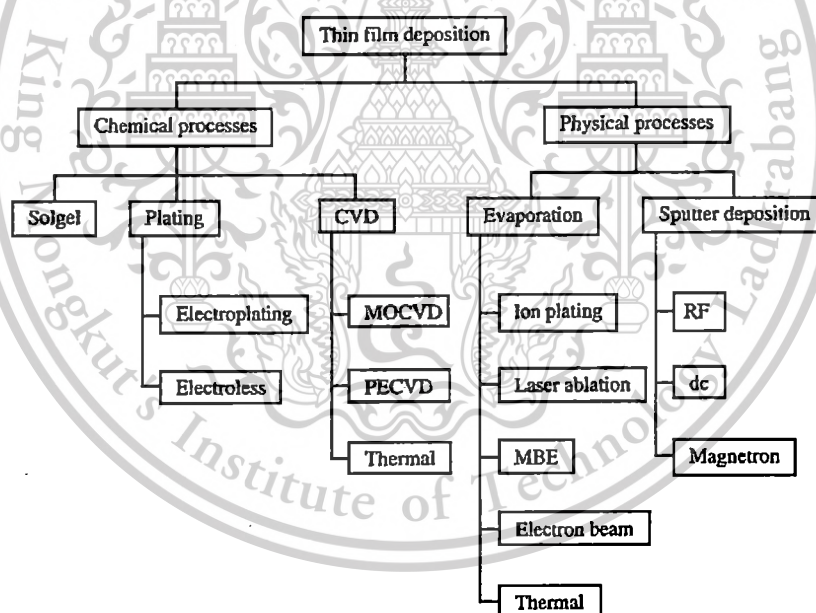 Thin film deposition
Chemical processes
Physical processes
Solgel
Plating
CVD
Evaporation
Sputter deposition
Electroplating
Electroless
MOCVD
PECVD
Thermal
Ion plating
Laser ablation
MBE
Electron beam
Thermal
RF
dc
Magnetron
King Mongkut's Institute of Technology Ladkrabang